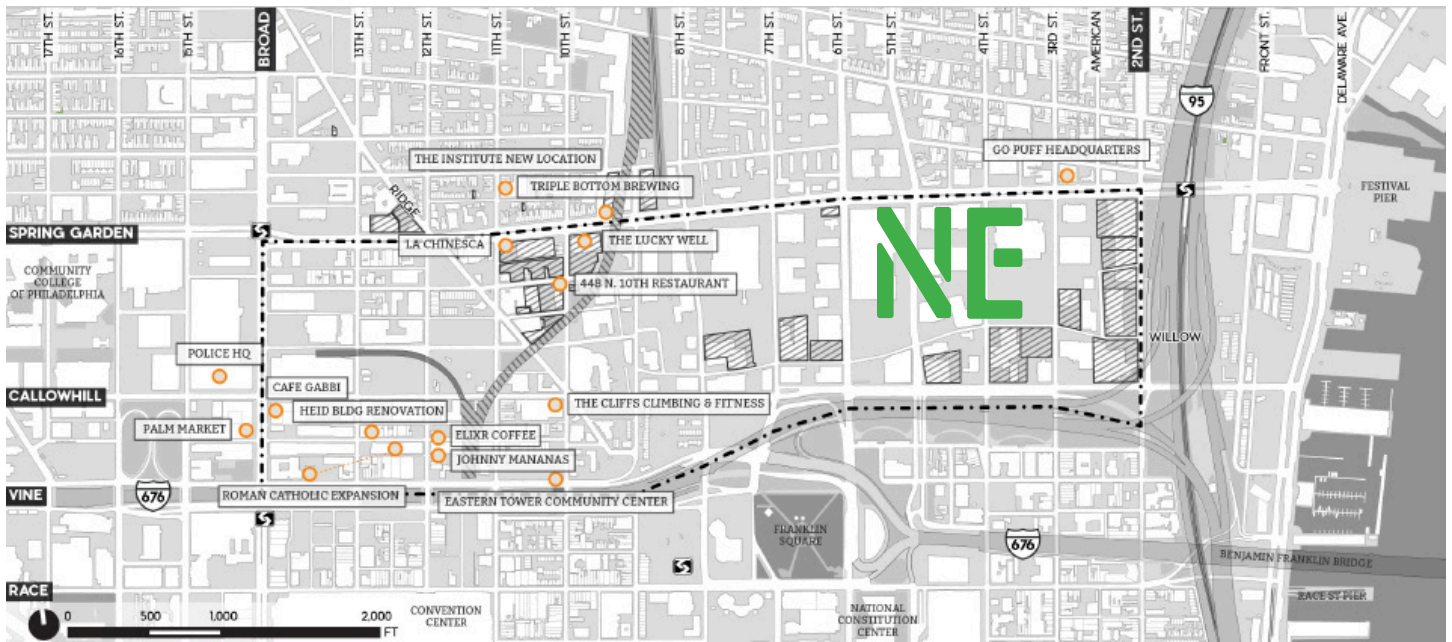 17TH ST.
16TH ST.
15TH ST.
BROAD
13TH ST.
12TH ST.
11TH ST.
10TH ST.
8TH ST.
7TH ST.
6TH ST.
5TH ST.
4TH ST.
3RD ST.
AMERICAN
2ND ST.
FRONT ST.
DELAWARE AVE.
95
THE INSTITUTE NEW LOCATION
GO PUFF HEADQUARTERS
TRIPLE BOTTOM BREWING
RIDGE
FESTIVAL
PIER
SPRING GARDEN
LA CHINESCA
THE LUCKY WELL
NE
COMMUNITY
COLLEGE
OF PHILADELPHIA
448 N. 10TH RESTAURANT
WILLOW
POLICE HQ
CAFE GABBI
CALLOWHILL
HEID BLDG RENOVATION
THE CLIFFS CLIMBING & FITNESS
PALM MARKET
ELIXR COFFEE
JOHNNY MANANAS
VINE
676
ROMAN CATHOLIC EXPANSION
EASTERN TOWER COMMUNITY CENTER
FRANKLIN
SQUARE
676
BENJAMIN FRANKLIN BRIDGE
RACE
RACE ST PIER
0 500 1,000 2,000
FT
CONVENTION
CENTER
NATIONAL
CONSTITUTION
CENTER